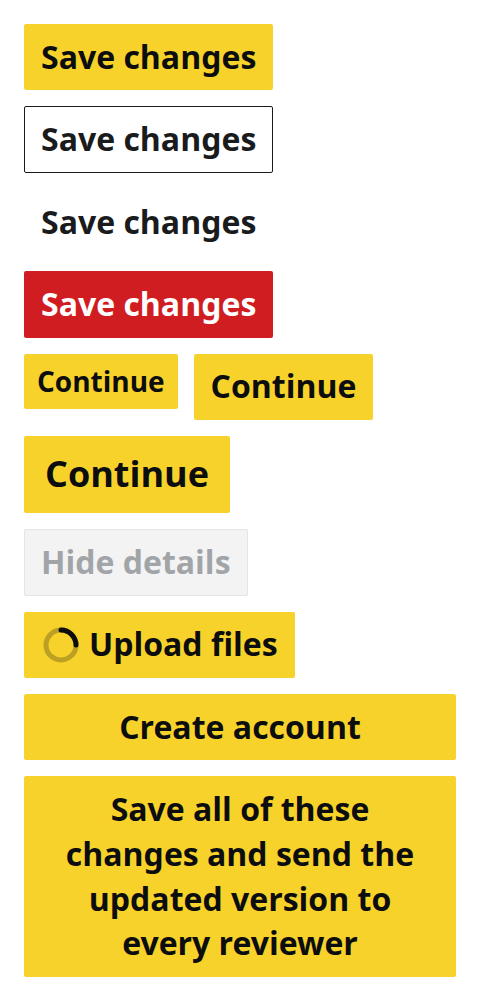 Save changes
Save changes
Save changes
Save changes
Continue
Continue
Continue
Hide details
Upload files
Create account
Save all of these
changes and send the
updated version to
every reviewer